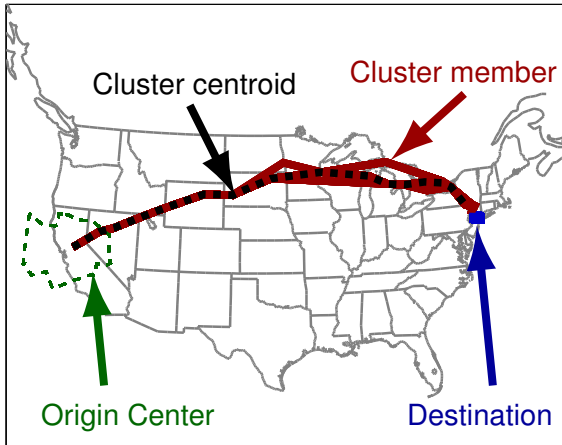 Cluster member
Cluster centroid
Origin Center
Destination